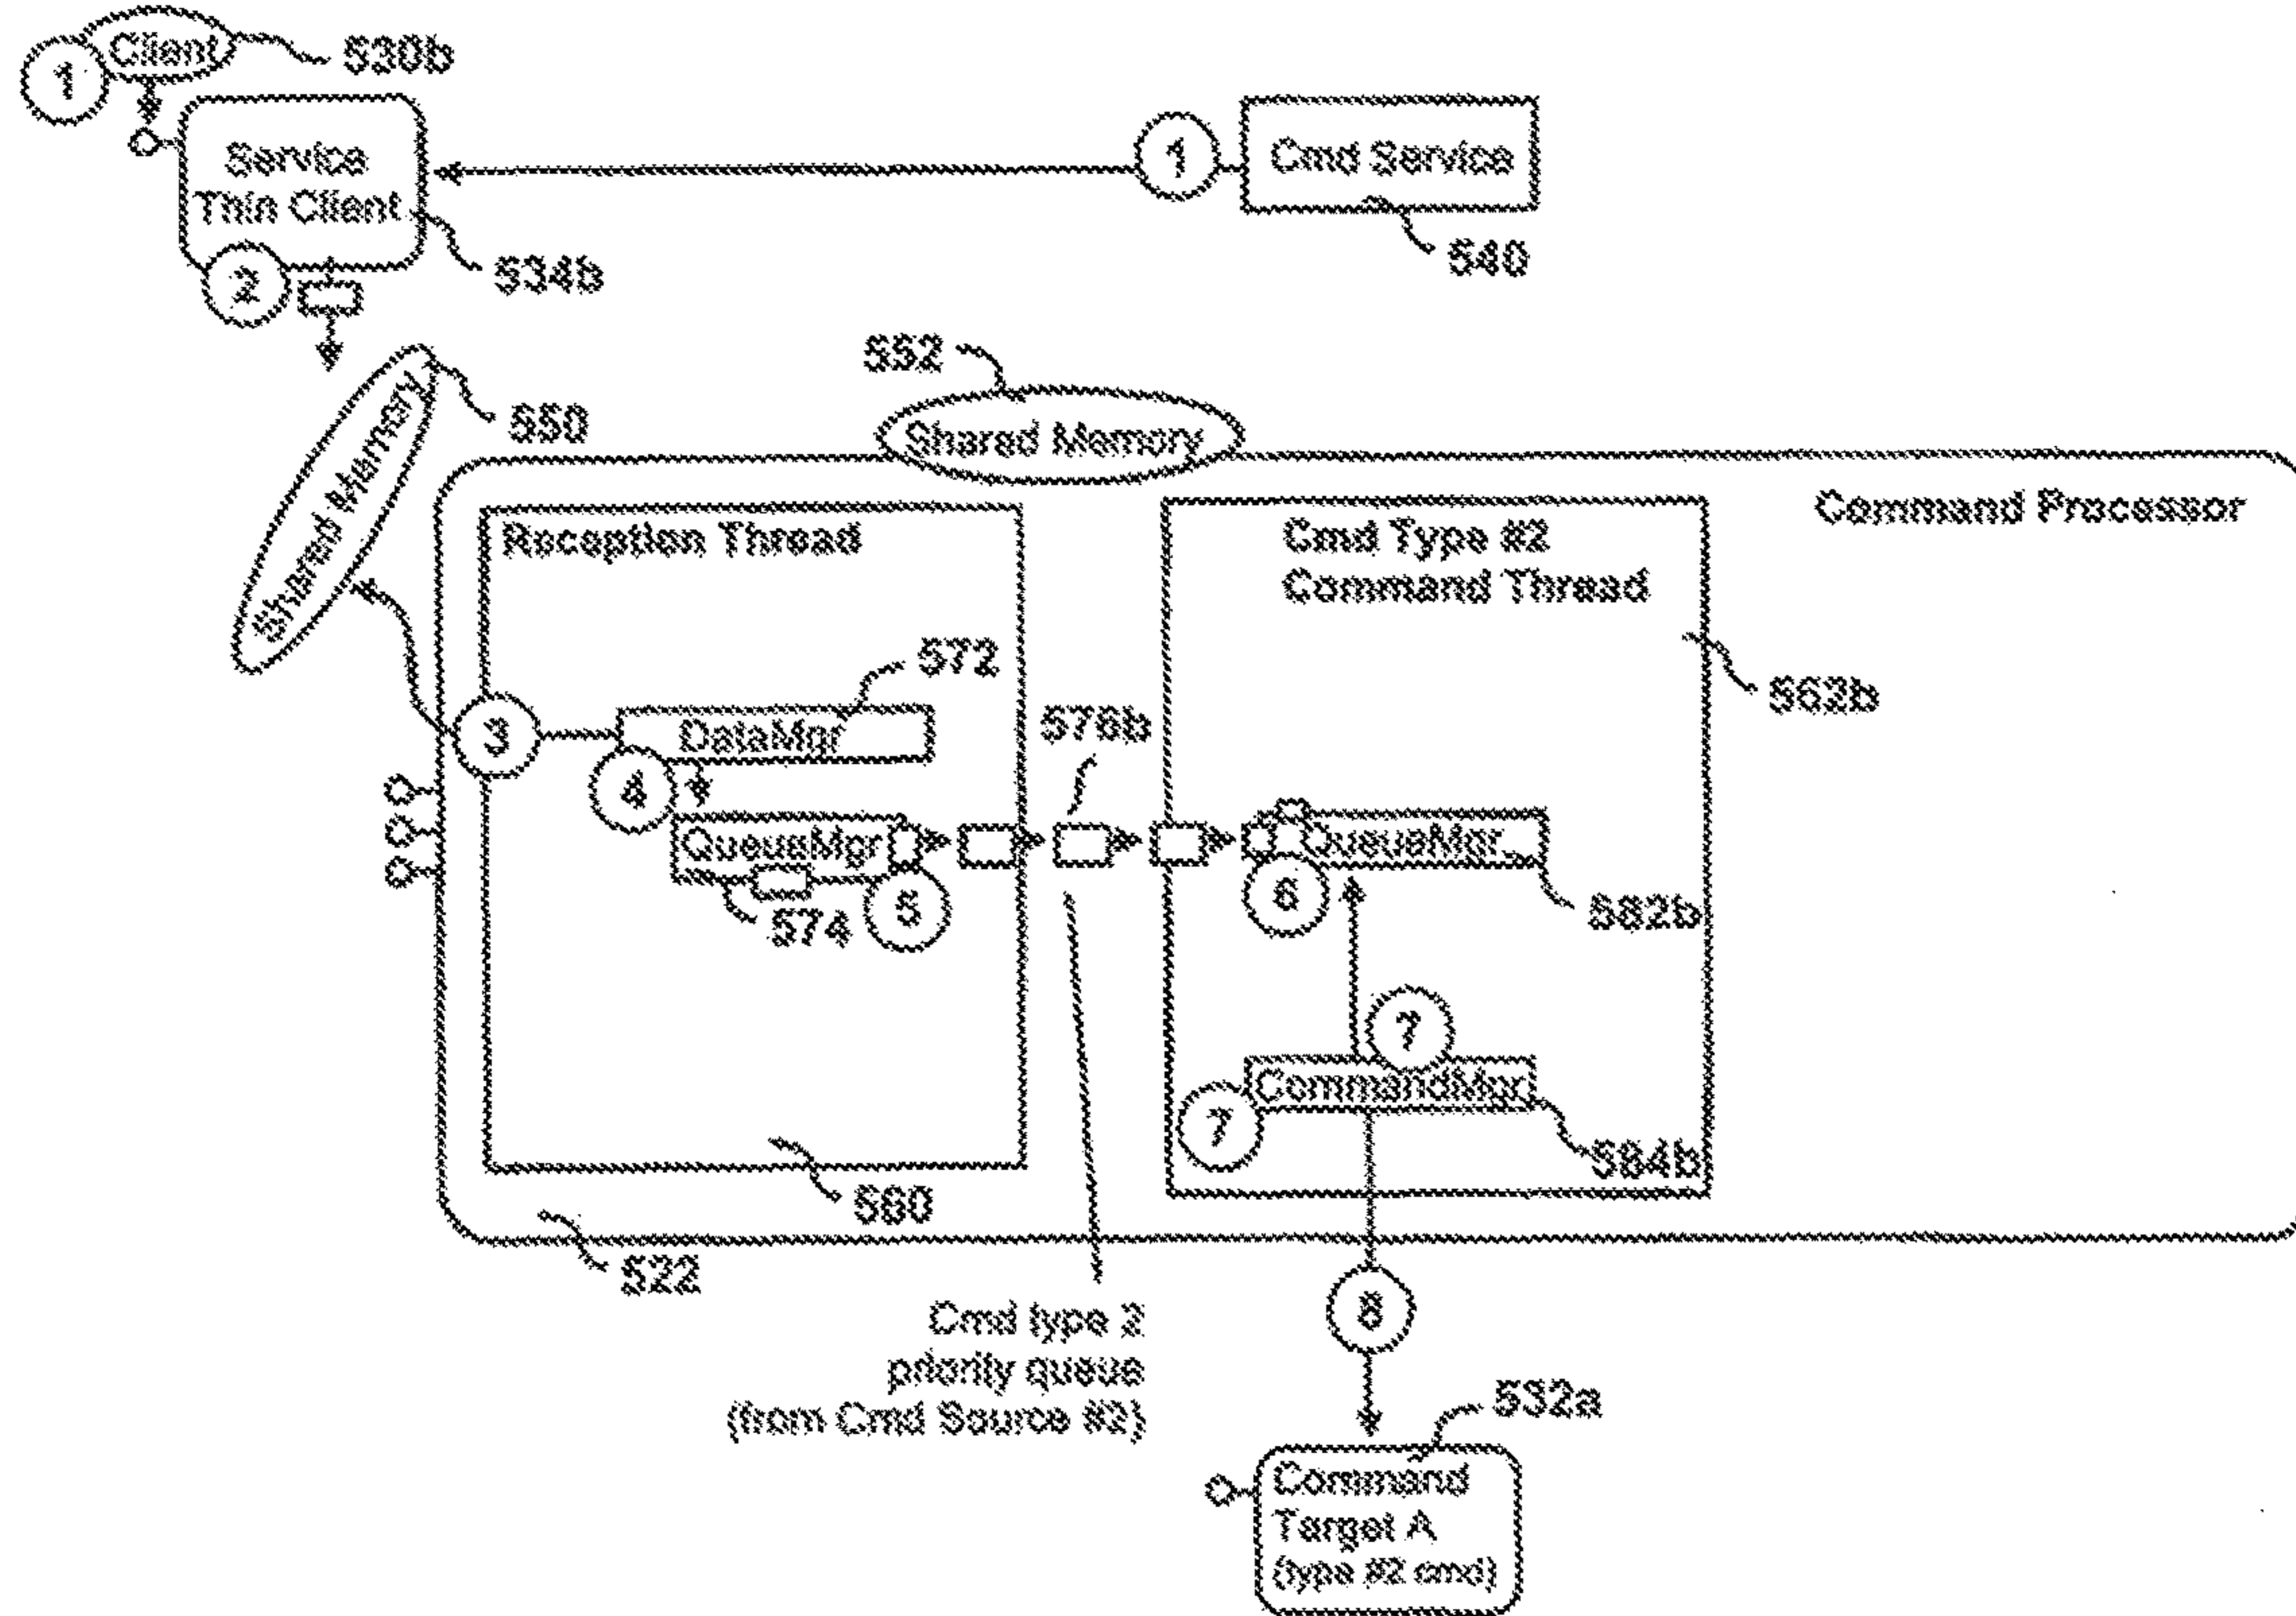 1
Client
530b
Service
Thin Client
534b
2
1
Cmd Service
540
Shared Memory
550
552
Shared Memory
Command Processor
Reception Thread
Cmd Type #2
Command Thread
562b
572
3
DataMgr
576b
4
QueueMgr
574
5
QueueMgr
6
582b
7
CommandMgr
7
584b
560
522
Cmd type 2
priority queue
(from Cmd Source #2)
8
532a
Command
Target A
(type #2 cmd)